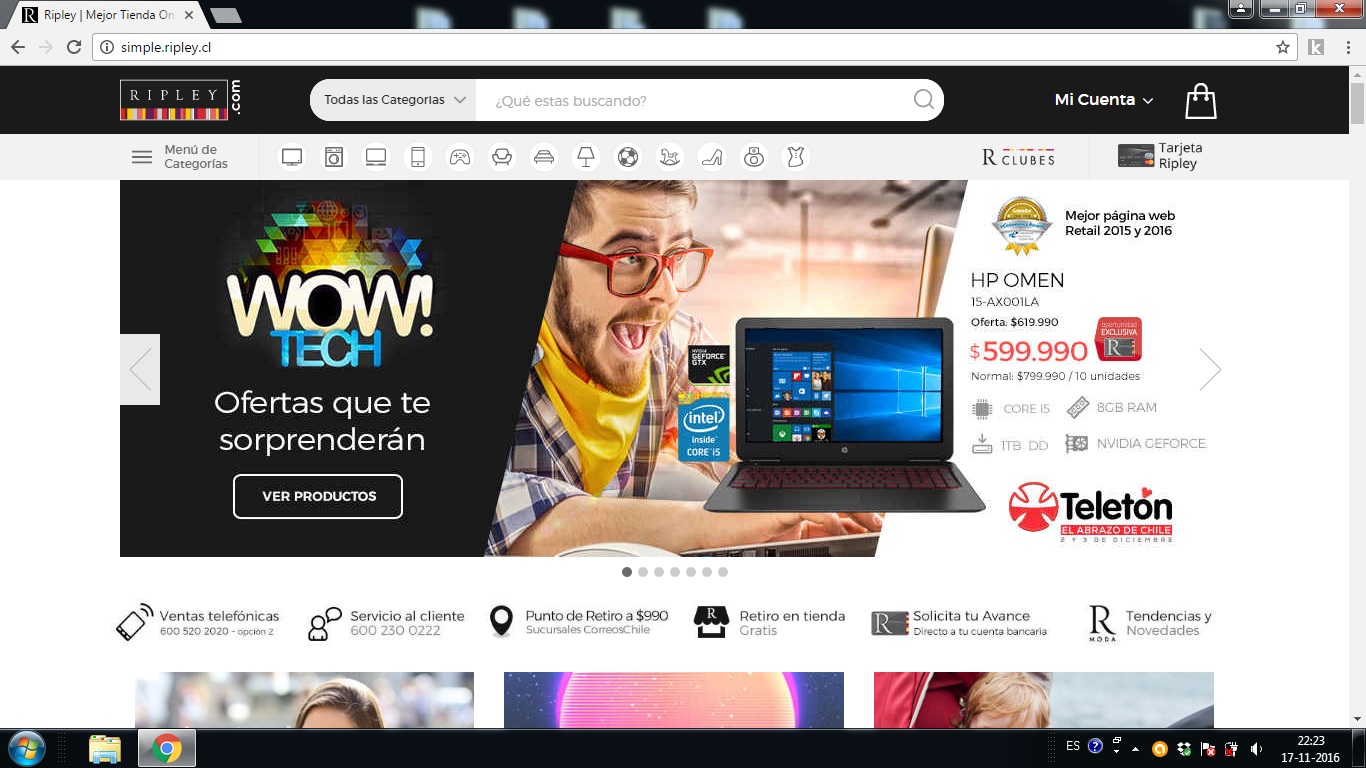 Ripley | Mejor Tienda On
simple.ripley.cl
RIPLEY .com
Todas las Categorías
¿Qué estas buscando?
Mi Cuenta
Menú de
Categorías
R CLUBES
Tarjeta
Ripley
WOW!
TECH
Ofertas que te
sorprenderán
VER PRODUCTOS
NVIDIA
GEFORCE
GTX
intel
inside
CORE i5
Mejor página web
Retail 2015 y 2016
HP OMEN
15-AX001LA
Oferta: $619.990
$599.990
oportunidad
EXCLUSIVA
R
Normal: $799.990 / 10 unidades
CORE i5
8GB RAM
1TB DD
NVIDIA GEFORCE
Teletón
EL ABRAZO DE CHILE
2 Y 3 DE DICIEMBRE
Ventas telefónicas
600 520 2020 - opción 2
Servicio al cliente
600 230 0222
Punto de Retiro a $990
Sucursales CorreosChile
R
Retiro en tienda
Gratis
R
Solicita tu Avance
Directo a tu cuenta bancaria
R
MODA
Tendencias y
Novedades
ES
22:23
17-11-2016